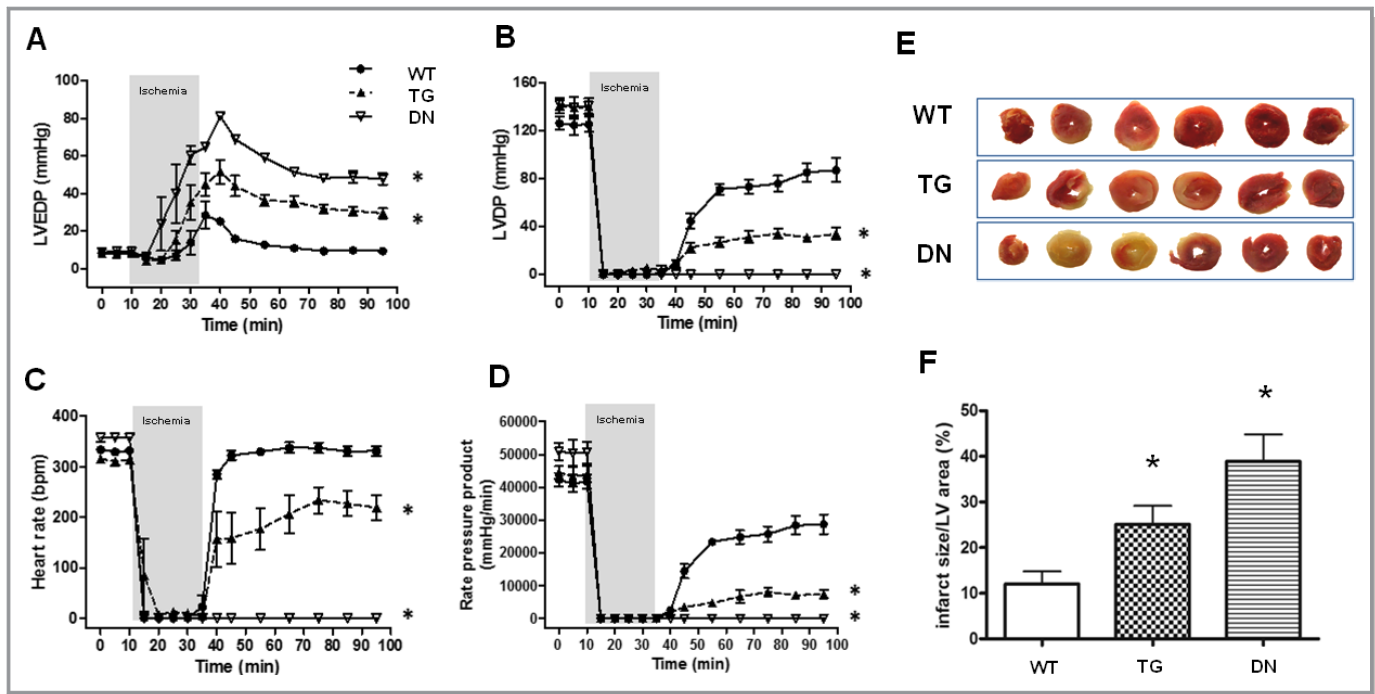 A
LVEDP (mmHg)
100
80
60
40
20
0
Ischemia
0 10 20 30 40 50 60 70 80 90 100
Time (min)
WT
TG
DN
*
*
B
LVDP (mmHg)
160
120
80
40
0
Ischemia
0 10 20 30 40 50 60 70 80 90 100
Time (min)
*
*
E
WT
TG
DN
C
Heart rate (bpm)
400
300
200
100
0
Ischemia
0 10 20 30 40 50 60 70 80 90 100
Time (min)
*
*
D
Rate pressure product
(mmHg/min)
60000
50000
40000
30000
20000
10000
0
Ischemia
0 10 20 30 40 50 60 70 80 90 100
Time (min)
*
*
F
infarct size/LV area (%)
50
40
30
20
10
0
*
*
WT TG DN